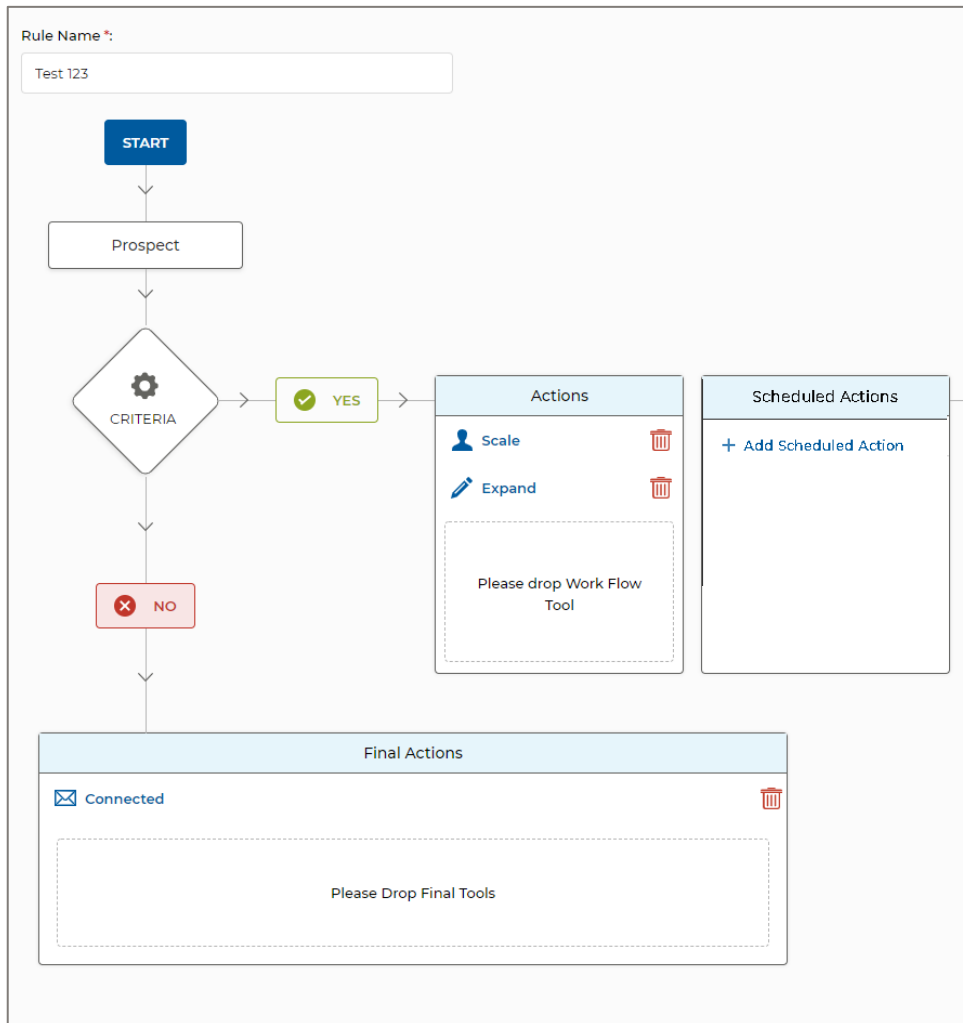 Rule Name *:
Test 123
START
Prospect
CRITERIA
YES
Actions
Scale
Expand
Please drop Work Flow
Tool
Scheduled Actions
+ Add Scheduled Action
NO
Final Actions
Connected
Please Drop Final Tools